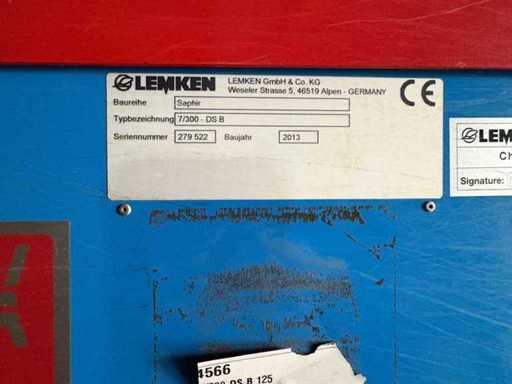 LEMKEN
LEMKEN GmbH & Co. KG
Weseler Strasse 5, 46519 Alpen - GERMANY
CE
Baureihe Saphir
Typbezeichnung 7/300 - DS B
Seriennummer 279 522 Baujahr 2013
LEM
Ch
Signature:
4566
DS B 125